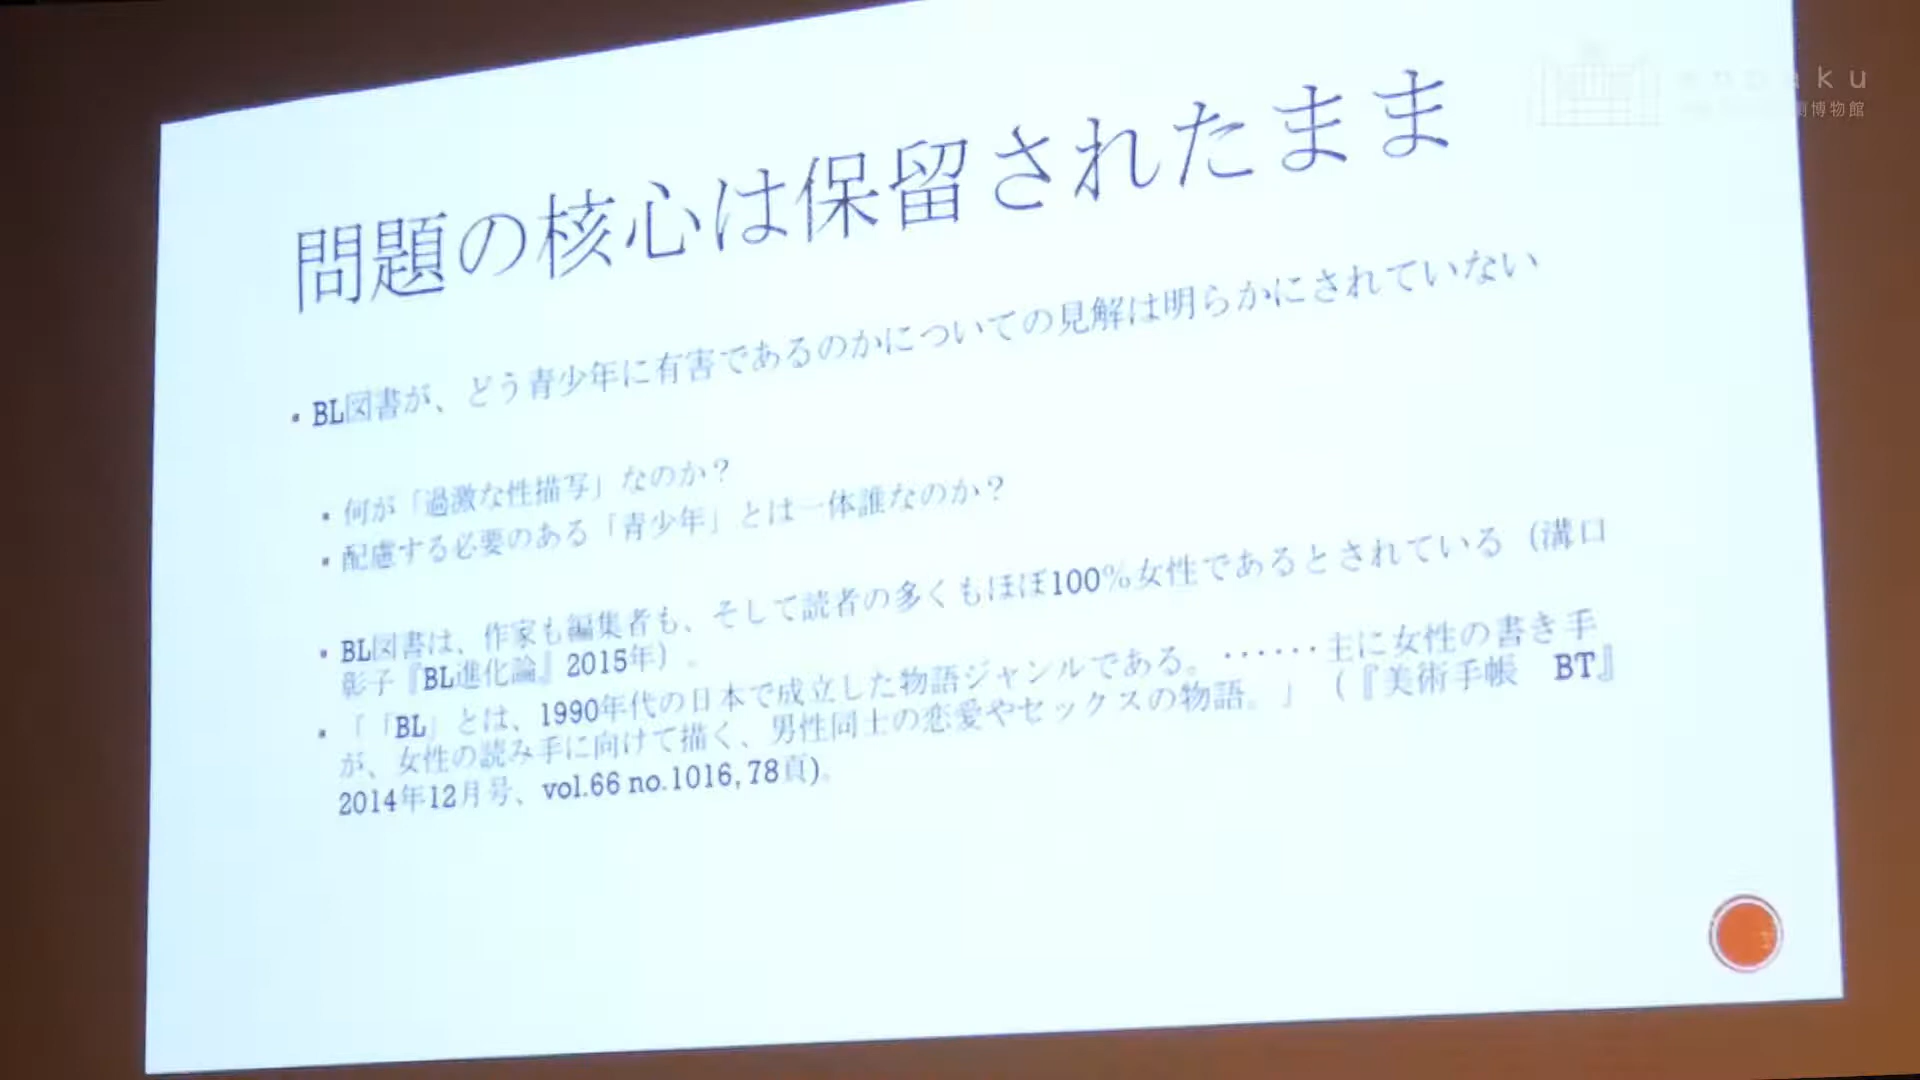 enpaku
博物館
問題の核心は保留されたまま
▪ BL図書が、どう青少年に有害であるのかについての見解は明らかにされていない
▪ 何が「過激な性描写」なのか？
▪ 配慮する必要のある「青少年」とは一体誰なのか？
▪ BL図書は、作家も編集者も、そして読者の多くもほぼ100%女性であるとされている（溝口
彰子『BL進化論』2015年）。
▪ 「「BL」とは、1990年代の日本で成立した物語ジャンルである。‥‥‥主に女性の書き手
が、女性の読み手に向けて描く、男性同士の恋愛やセックスの物語。」（『美術手帳　BT』
2014年12月号、vol.66 no.1016, 78頁)。